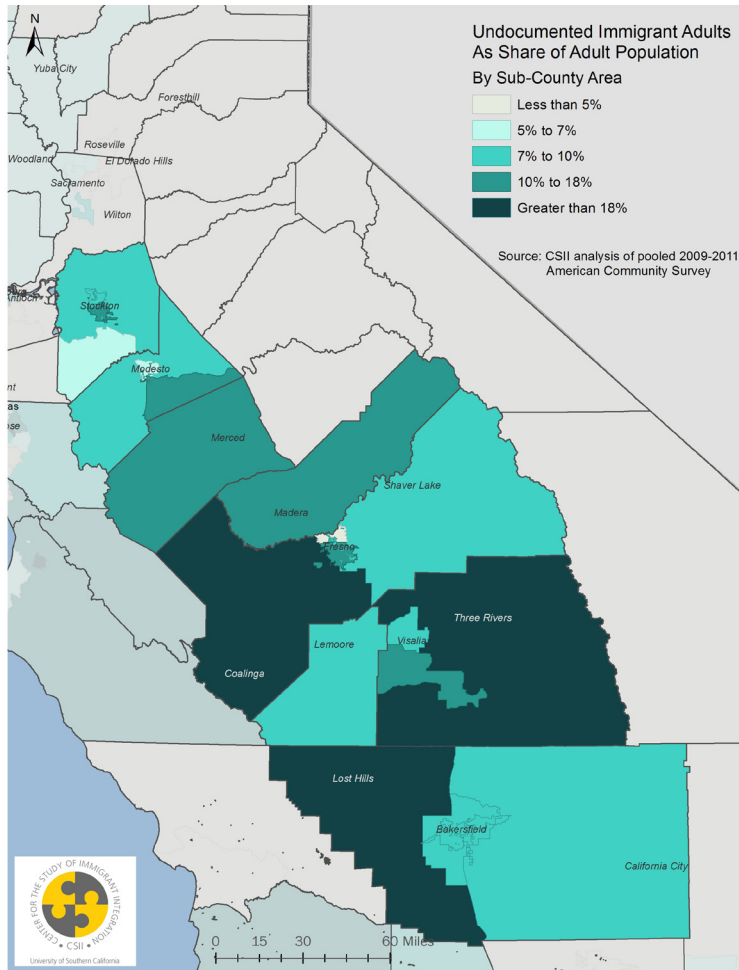 Undocumented Immigrant Adults
As Share of Adult Population
By Sub-County Area
Less than 5%
5% to 7%
7% to 10%
10% to 18%
Greater than 18%
Source: CSII analysis of pooled 2009-2011
American Community Survey
N
Yuba City
Foresthill
Roseville
Woodland
El Dorado Hills
Sacramento
Wilton
Antioch
Stockton
Modesto
nt
as
ose
Merced
Shaver Lake
Madera
Fresno
Three Rivers
Lemoore
Visalia
Coalinga
Lost Hills
Bakersfield
California City
CENTER FOR THE STUDY OF IMMIGRANT INTEGRATION
• CSII •
University of Southern California
0 15 30 60 Miles